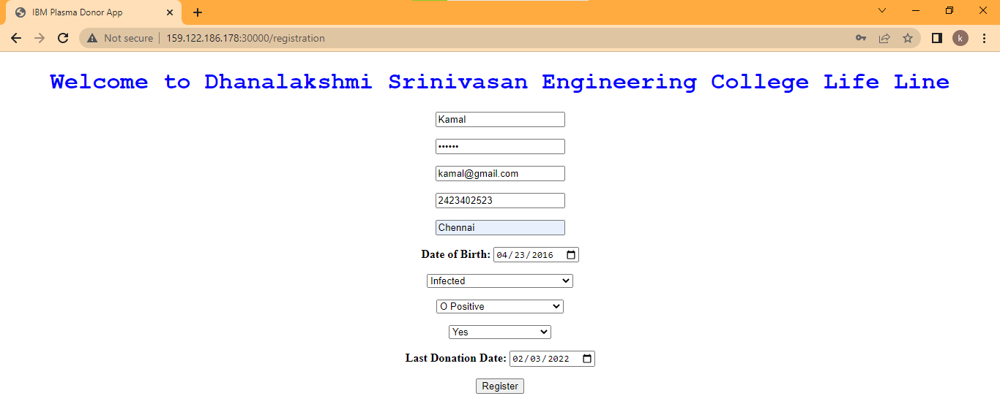 IBM Plasma Donor App
Not secure 159.122.186.178:30000/registration
k
Welcome to Dhanalakshmi Srinivasan Engineering College Life Line
Kamal
••••••
kamal@gmail.com
2423402523
Chennai
Date of Birth: 04/23/2016
Infected
O Positive
Yes
Last Donation Date: 02/03/2022
Register